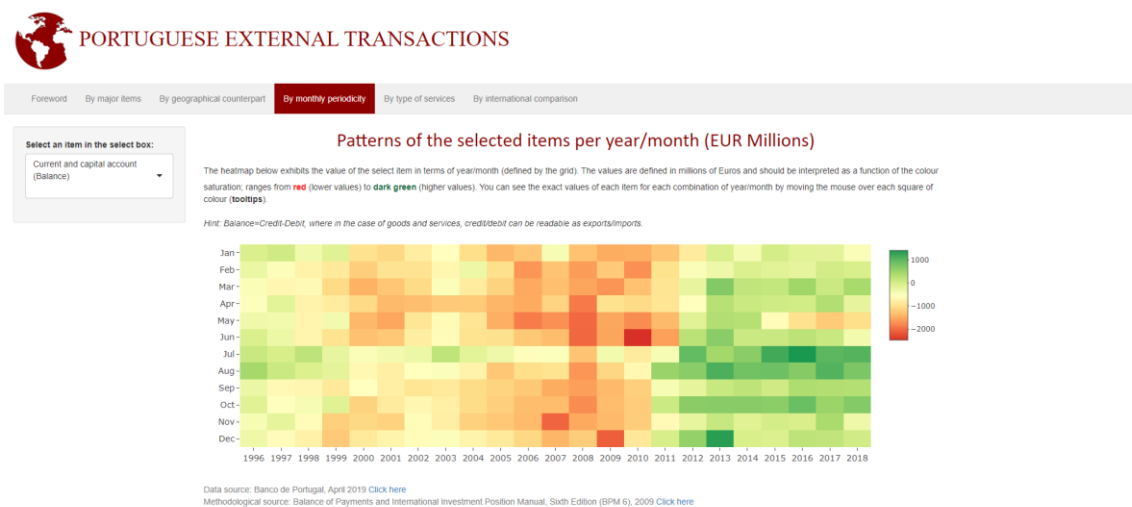 PORTUGUESE EXTERNAL TRANSACTIONS
Foreword By major items By geographical counterpart By monthly periodicity By type of services By international comparison
Select an item in the select box:
Current and capital account
(Balance)
Patterns of the selected items per year/month (EUR Millions)
The heatmap below exhibits the value of the select item in terms of year/month (defined by the grid). The values are defined in millions of Euros and should be interpreted as a function of the colour
saturation; ranges from red (lower values) to dark green (higher values). You can see the exact values of each item for each combination of year/month by moving the mouse over each square of
colour (tooltips).
Hint: Balance=Credit-Debit, where in the case of goods and services, credit/debit can be readable as exports/imports.
Jan
Feb
Mar
Apr
May
Jun
Jul
Aug
Sep
Oct
Nov
Dec
1996 1997 1998 1999 2000 2001 2002 2003 2004 2005 2006 2007 2008 2009 2010 2011 2012 2013 2014 2015 2016 2017 2018
1000
0
−1000
−2000
Data source: Banco de Portugal, April 2019 Click here
Methodological source: Balance of Payments and International Investment Position Manual, Sixth Edition (BPM 6), 2009 Click here